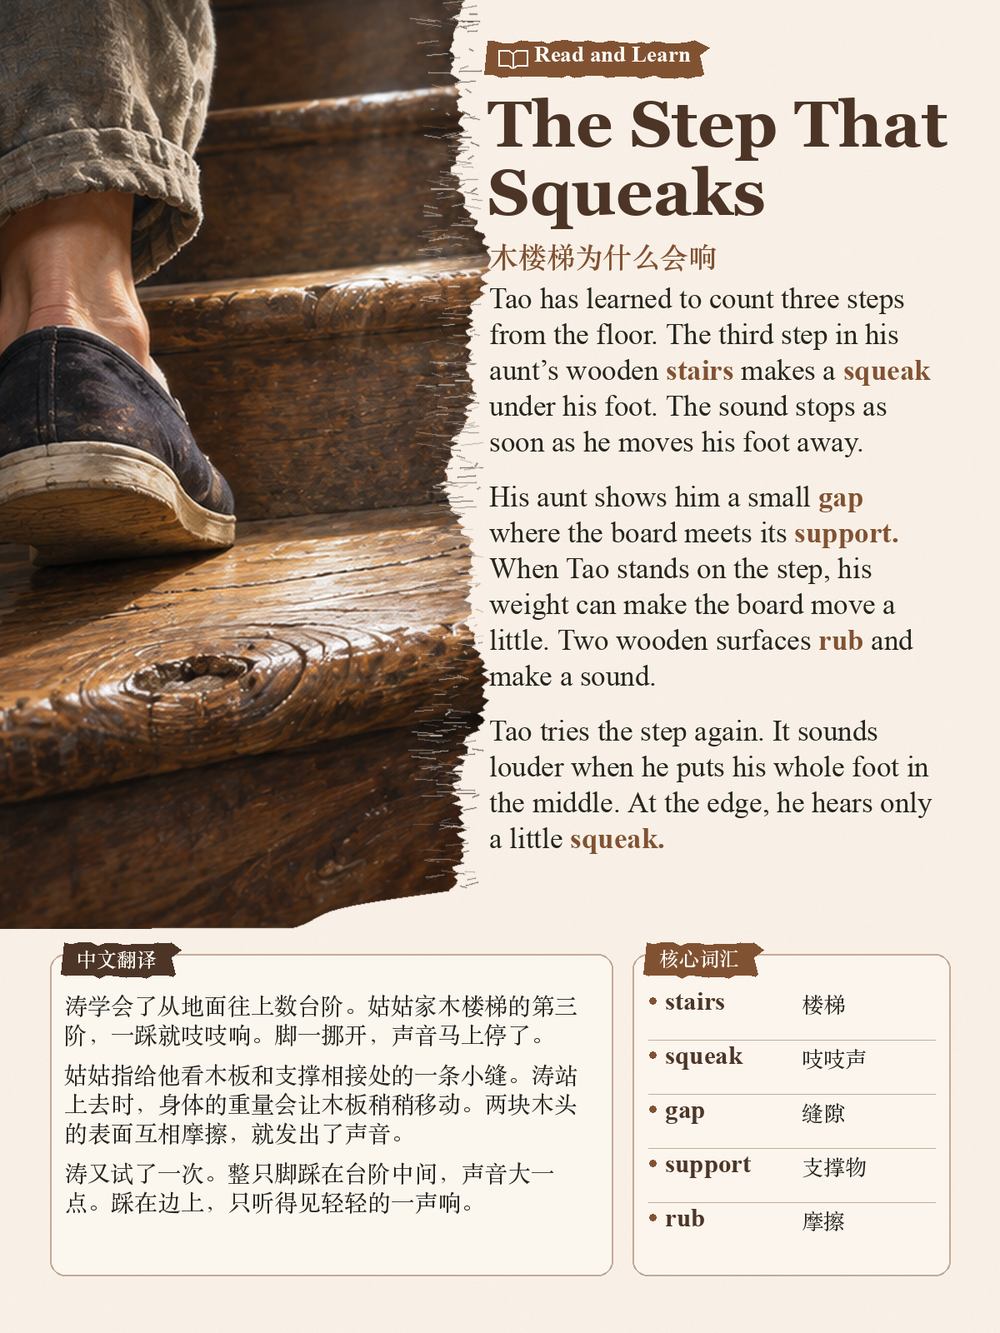 Read and Learn
The Step That
Squeaks
木楼梯为什么会响
Tao has learned to count three steps
from the floor. The third step in his
aunt’s wooden stairs makes a squeak
under his foot. The sound stops as
soon as he moves his foot away.
His aunt shows him a small gap
where the board meets its support.
When Tao stands on the step, his
weight can make the board move a
little. Two wooden surfaces rub and
make a sound.
Tao tries the step again. It sounds
louder when he puts his whole foot in
the middle. At the edge, he hears only
a little squeak.
中文翻译
涛学会了从地面往上数台阶。姑姑家木楼梯的第三
阶，一踩就吱吱响。脚一挪开，声音马上停了。
姑姑指给他看木板和支撑相接处的一条小缝。涛站
上去时，身体的重量会让木板稍稍移动。两块木头
的表面互相摩擦，就发出了声音。
涛又试了一次。整只脚踩在台阶中间，声音大一
点。踩在边上，只听得见轻轻的一声响。
核心词汇
• stairs 楼梯
• squeak 吱吱声
• gap 缝隙
• support 支撑物
• rub 摩擦